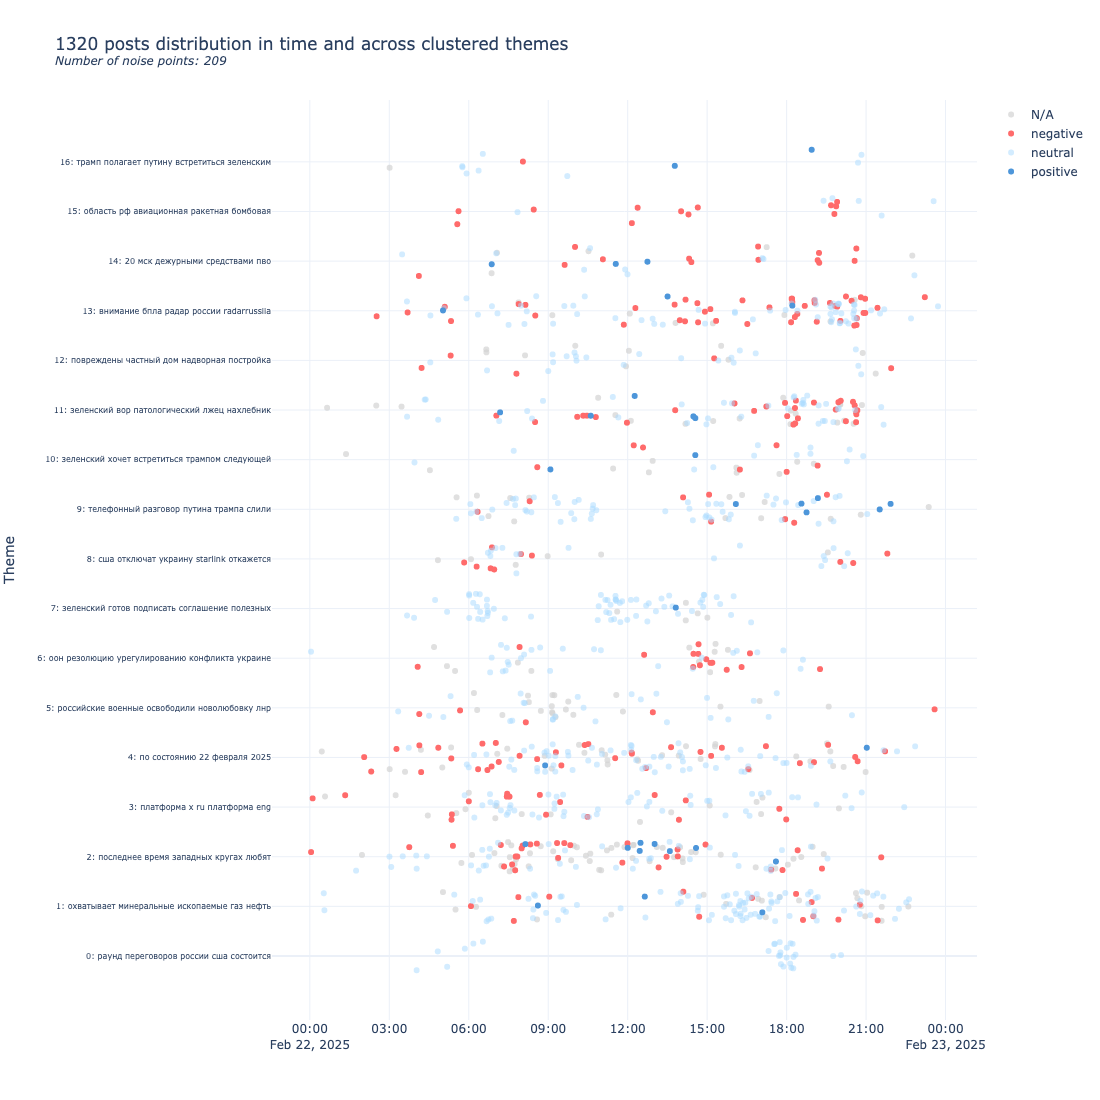 1320 posts distribution in time and across clustered themes
Number of noise points: 209
N/A
negative
neutral
positive
Theme
16: трамп полагает путину встретиться зеленским
15: область рф авиационная ракетная бомбовая
14: 20 мск дежурными средствами пво
13: внимание бпла радар россии radarrussiia
12: повреждены частный дом надворная постройка
11: зеленский вор патологический лжец нахлебник
10: зеленский хочет встретиться трампом следующей
9: телефонный разговор путина трампа слили
8: сша отключат украину starlink откажется
7: зеленский готов подписать соглашение полезных
6: оон резолюцию урегулированию конфликта украине
5: российские военные освободили новолюбовку лнр
4: по состоянию 22 февраля 2025
3: платформа х ru платформа eng
2: последнее время западных кругах любят
1: охватывает минеральные ископаемые газ нефть
0: раунд переговоров россии сша состоится
00:00 03:00 06:00 09:00 12:00 15:00 18:00 21:00 00:00
Feb 22, 2025 Feb 23, 2025